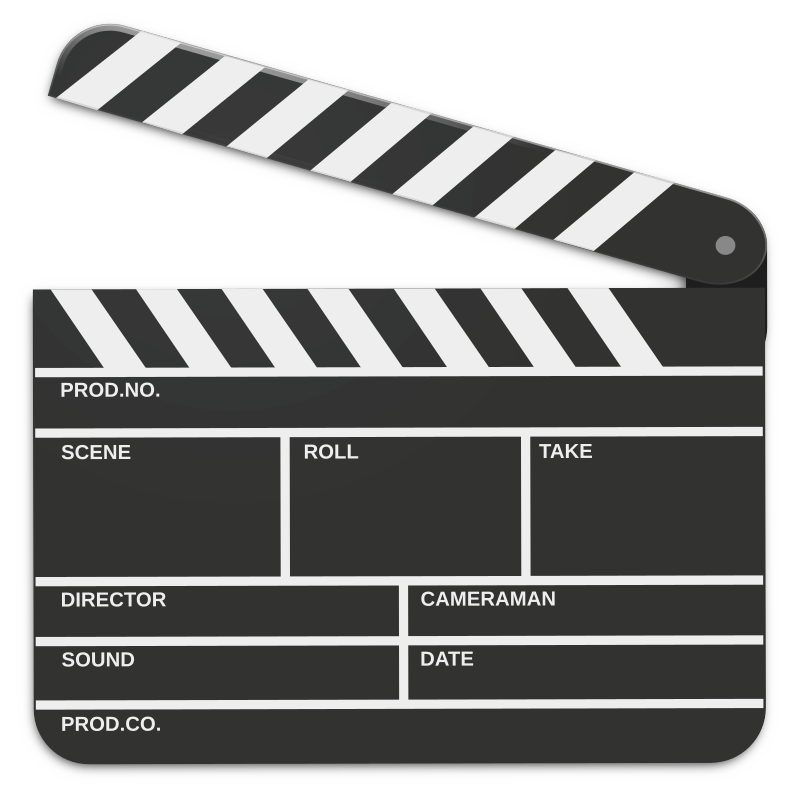 PROD.NO.
SCENE ROLL TAKE
DIRECTOR CAMERAMAN
SOUND DATE
PROD.CO.